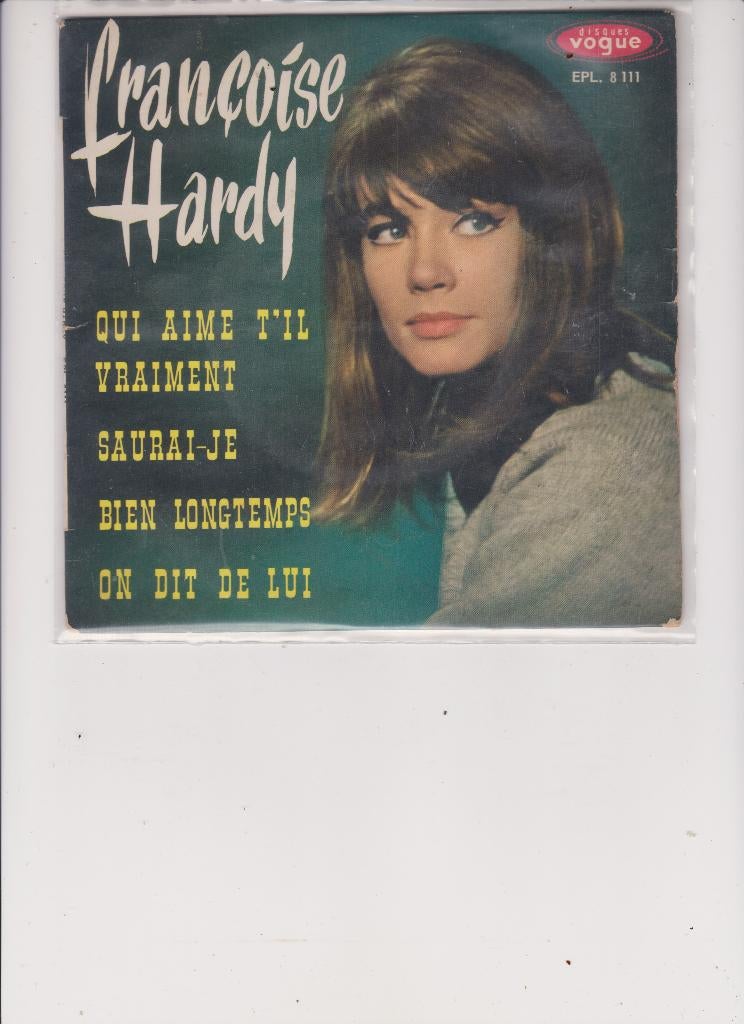 Françoise
Hardy
disques
vogue
EPL. 8 111
QUI AIME T'IL
VRAIMENT
SAURAI-JE
BIEN LONGTEMPS
ON DIT DE LUI